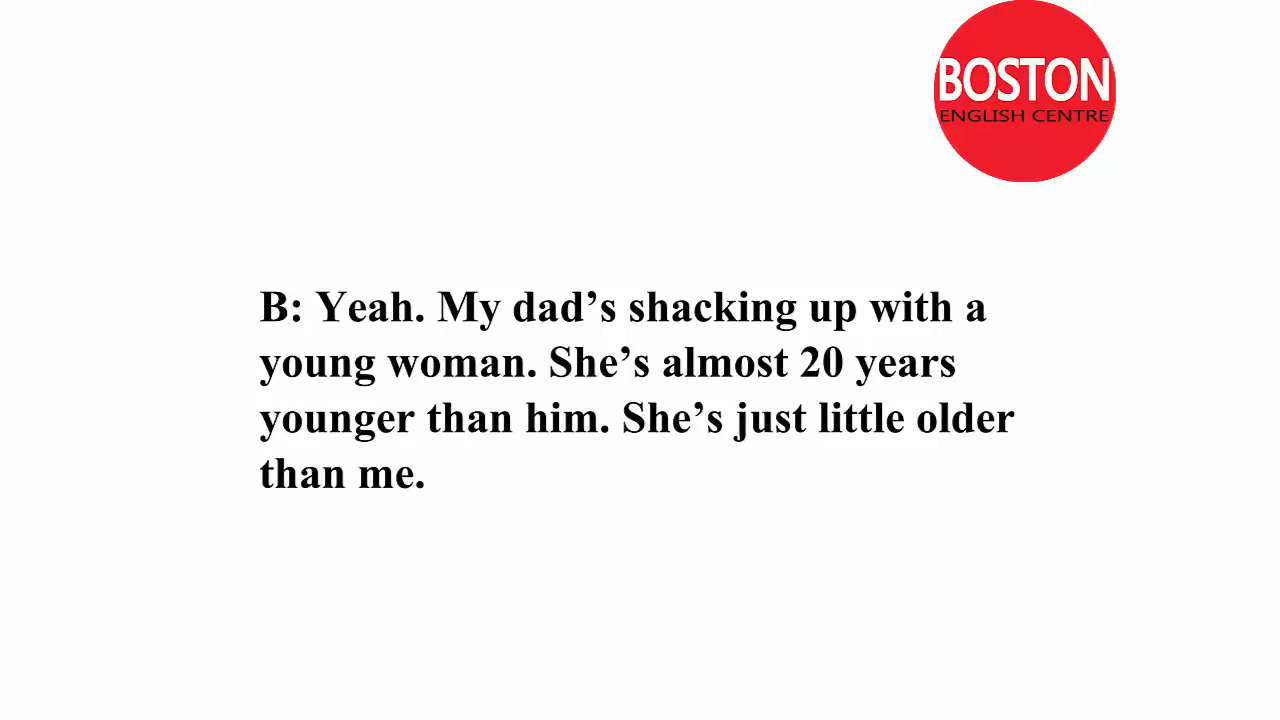 BOSTON
ENGLISH CENTRE
B: Yeah. My dad’s shacking up with a
young woman. She’s almost 20 years
younger than him. She’s just little older
than me.